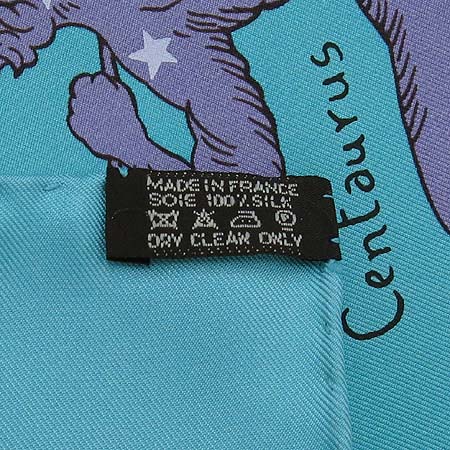 MADE IN FRANCE
SOIE 100% SILK
DRY CLEAN ONLY
Centaurus